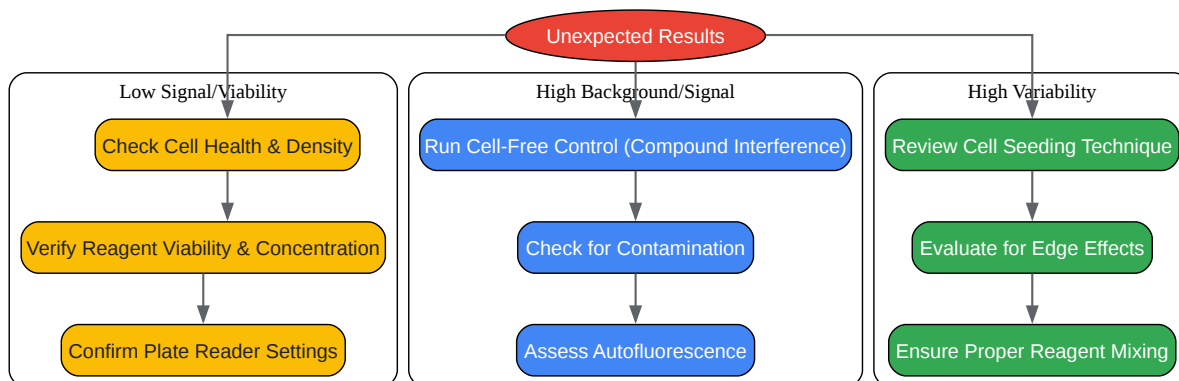 Unexpected Results
Low Signal/Viability
Check Cell Health & Density
Verify Reagent Viability & Concentration
Confirm Plate Reader Settings
High Background/Signal
Run Cell-Free Control (Compound Interference)
Check for Contamination
Assess Autofluorescence
High Variability
Review Cell Seeding Technique
Evaluate for Edge Effects
Ensure Proper Reagent Mixing